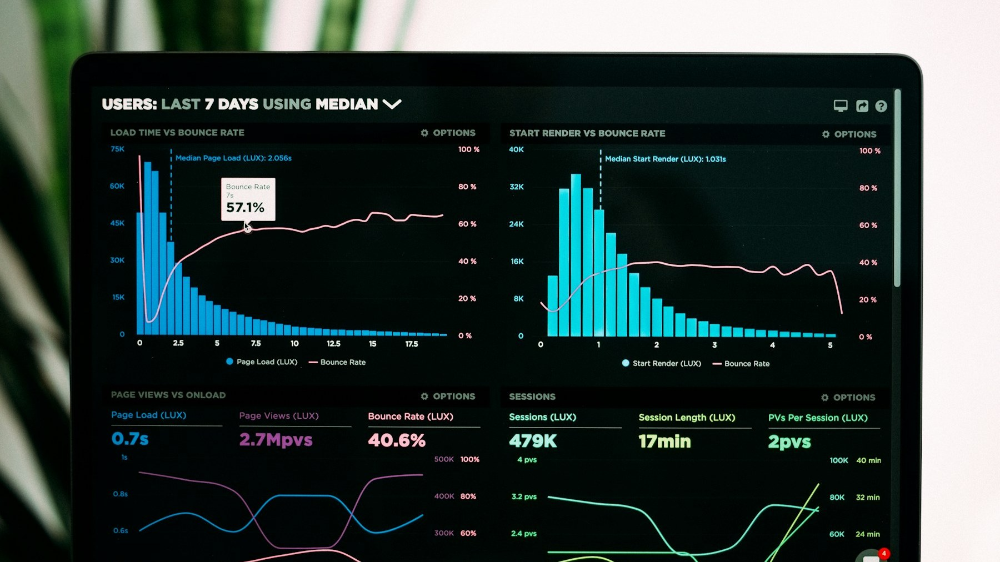 USERS: LAST 7 DAYS USING MEDIAN
LOAD TIME VS BOUNCE RATE
OPTIONS
75K
60K
45K
30K
15K
0
Median Page Load (LUX): 2.056s
Bounce Rate
7s
57.1%
100 %
80 %
60 %
40 %
20 %
0 %
0 2.5 5 7.5 10 12.5 15 17.5
Page Load (LUX) Bounce Rate
START RENDER VS BOUNCE RATE
OPTIONS
40K
32K
24K
16K
8K
0
Median Start Render (LUX): 1.031s
100 %
80 %
60 %
40 %
20 %
0 %
0 1 2 3 4 5
Start Render (LUX) Bounce Rate
PAGE VIEWS VS ONLOAD
OPTIONS
Page Load (LUX)
0.7s
Page Views (LUX)
2.7Mpvs
Bounce Rate (LUX)
40.6%
1s
0.8s
0.6s
500K 100%
400K 80%
300K 60%
SESSIONS
OPTIONS
Sessions (LUX)
479K
Session Length (LUX)
17min
PVs Per Session (LUX)
2pvs
4 pvs
3.2 pvs
2.4 pvs
100K 40 min
80K 32 min
60K 24 min
4